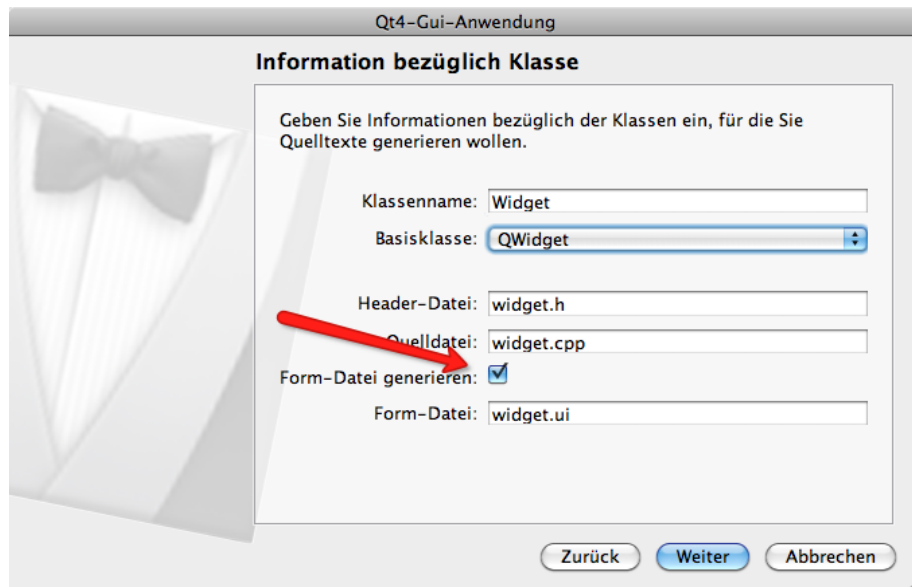 Qt4-Gui-Anwendung
Information bezüglich Klasse
Geben Sie Informationen bezüglich der Klassen ein, für die Sie
Quelltexte generieren wollen.
Klassenname: Widget
Basisklasse: QWidget
Header-Datei: widget.h
Quelldatei: widget.cpp
Form-Datei generieren:
Form-Datei: widget.ui
Zurück Weiter Abbrechen